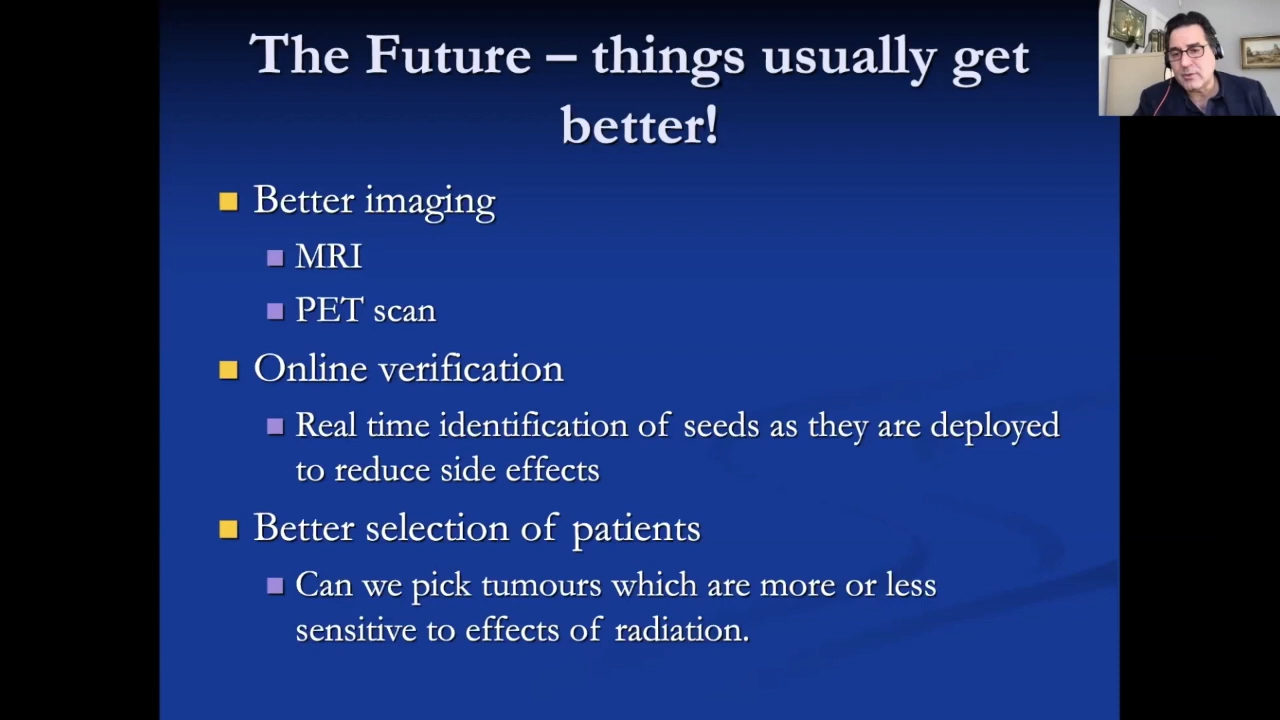 The Future – things usually get
better!
Better imaging
MRI
PET scan
Online verification
Real time identification of seeds as they are deployed
to reduce side effects
Better selection of patients
Can we pick tumours which are more or less
sensitive to effects of radiation.